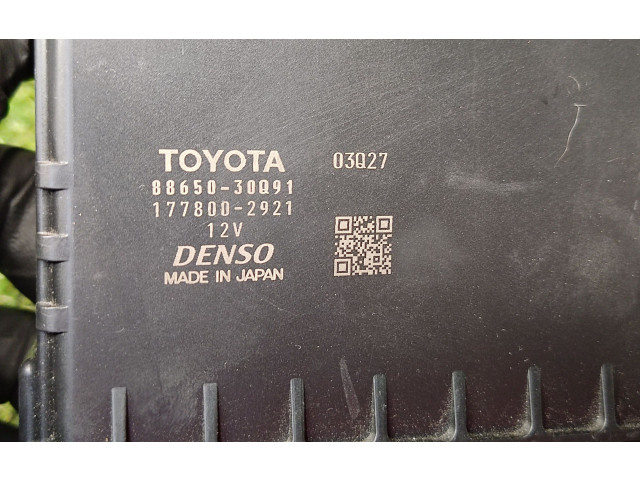 TOYOTA 03Q27
88650-30Q91
177800-2921
12V
DENSO
MADE IN JAPAN